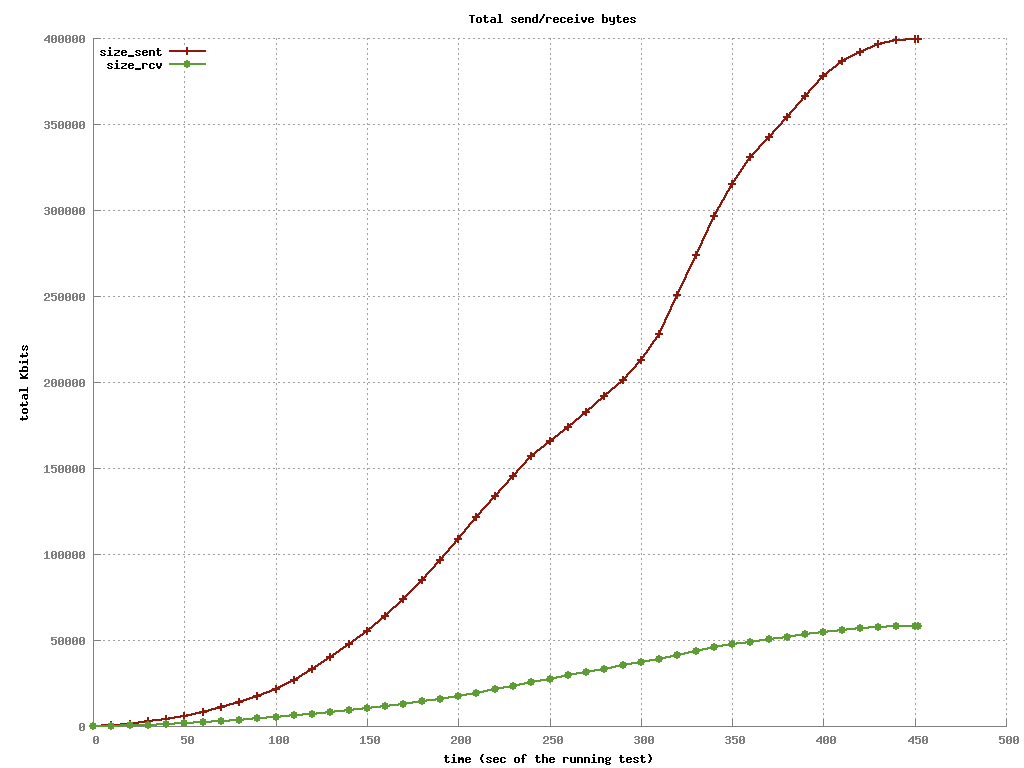 Total send/receive bytes
size_sent
size_rcv
400000
350000
300000
250000
200000
150000
100000
50000
0
total Kbits
0 50 100 150 200 250 300 350 400 450 500
time (sec of the running test)